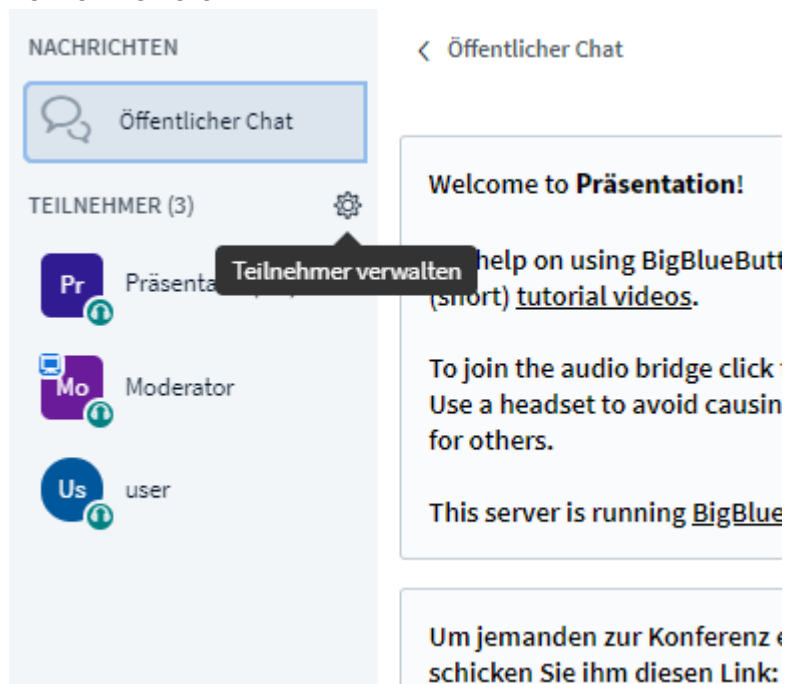 NACHRICHTEN
Öffentlicher Chat
TEILNEHMER (3)
Teilnehmer verwalten
Pr
Mo Moderator
Us user
Öffentlicher Chat
Welcome to Präsentation!
help on using BigBlueButt
(short) tutorial videos.
To join the audio bridge click
Use a headset to avoid causin
for others.
This server is running BigBlue
Um jemanden zur Konferenz
schicken Sie ihm diesen Link: